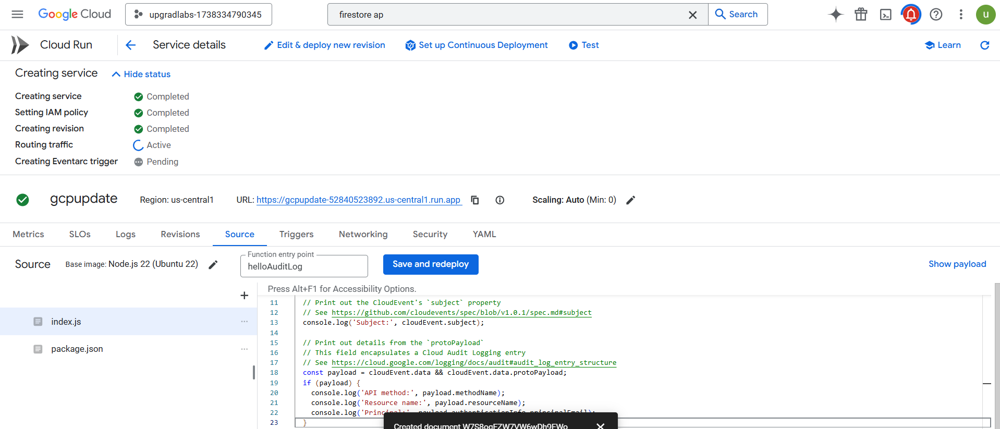 Google Cloud
upgradlabs-1738334790345
firestore ap
Search
u
Cloud Run
Service details
Edit & deploy new revision
Set up Continuous Deployment
Test
Learn
Creating service
Hide status
Creating service Completed
Setting IAM policy Completed
Creating revision Completed
Routing traffic Active
Creating Eventarc trigger Pending
gcpupdate
Region: us-central1
URL: https://gcpupdate-52840523892.us-central1.run.app
Scaling: Auto (Min: 0)
Metrics SLOs Logs Revisions Source Triggers Networking Security YAML
Source
Base image: Node.js 22 (Ubuntu 22)
Function entry point
helloAuditLog
Save and redeploy
Show payload
index.js
package.json
Press Alt+F1 for Accessibility Options.
11 // Print out the CloudEvent's `subject` property
12 // See https://github.com/cloudevents/spec/blob/v1.0.1/spec.md#subject
13 console.log('Subject:', cloudEvent.subject);
14
15 // Print out details from the `protoPayload`
16 // This field encapsulates a Cloud Audit Logging entry
17 // See https://cloud.google.com/logging/docs/audit#audit_log_entry_structure
18 const payload = cloudEvent.data && cloudEvent.data.protoPayload;
19 if (payload) {
20 console.log('API method:', payload.methodName);
21 console.log('Resource name:', payload.resourceName);
22 console.log('Principal:', payload.authenticationInfo.principalEmail);
23 }
Created document